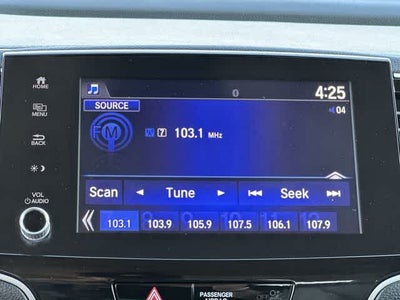 HOME
4:25
SOURCE
04
MENU
FM
7 103.1 MHz
BACK
Scan Tune Seek
VOL
AUDIO
103.1 103.9 105.9 107.5 106.1 107.9
PASSENGER